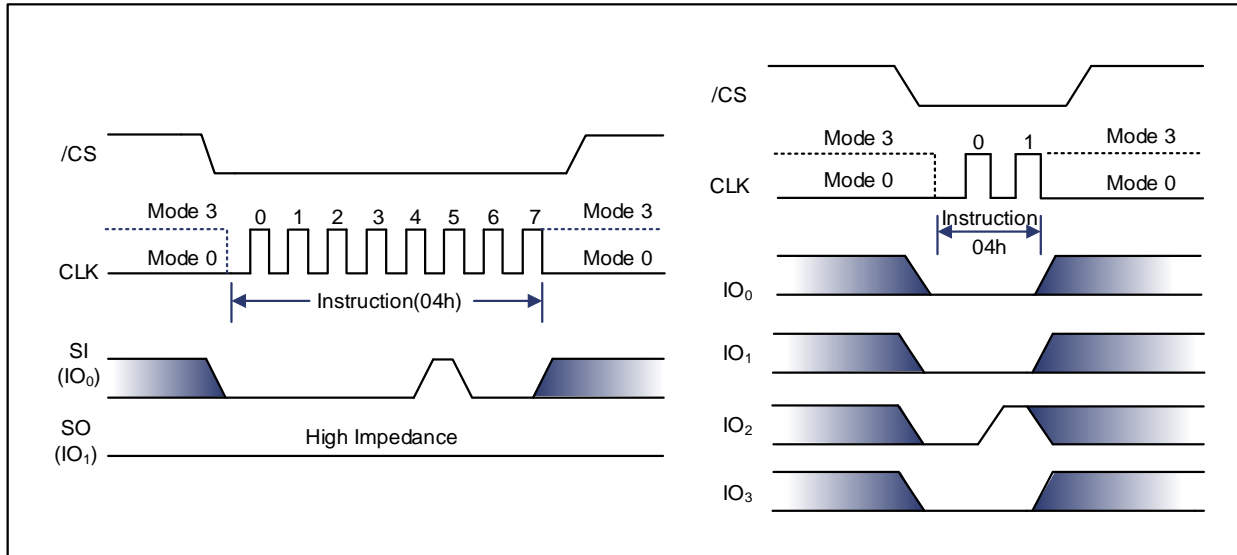 /CS
Mode 3 0 1 2 3 4 5 6 7 Mode 3
Mode 0 Mode 0
CLK
Instruction(04h)
SI
(IO₀)
SO
(IO₁)
High Impedance
/CS
Mode 3 0 1 Mode 3
CLK Mode 0 Mode 0
Instruction
04h
IO₀
IO₁
IO₂
IO₃